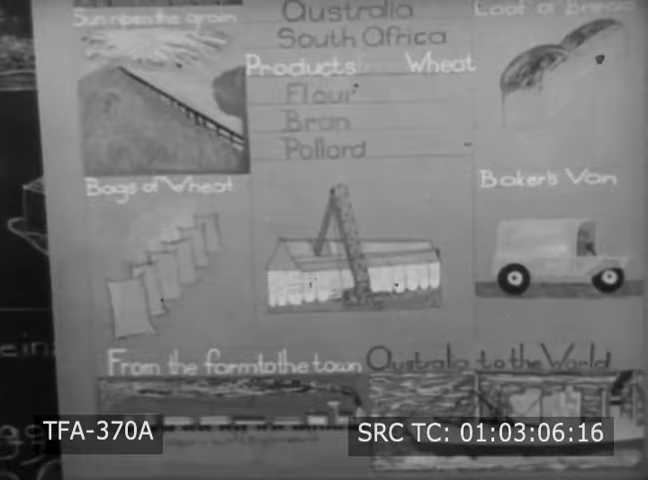 Sun ripens the grain
Australia
South Africa
Loaf of Bread
Products Wheat
Flour
Bran
Pollard
Bags of Wheat
Baker's Van
From the farm to the town
Australia to the World
TFA-370A
SRC TC: 01:03:06:16